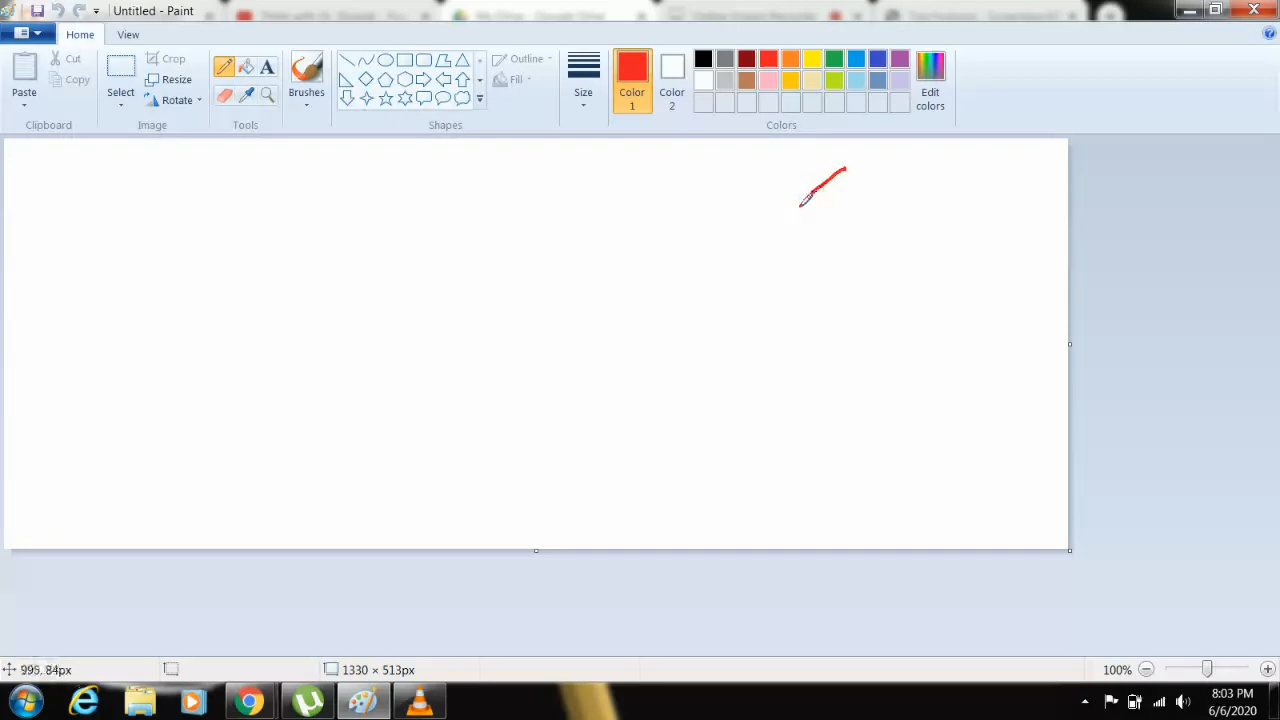 Untitled - Paint
Home View
Cut
Copy
Paste
Clipboard
Select
Crop
Resize
Rotate
Image
Tools
Brushes
Outline
Fill
Shapes
Size
Color 1
Color 2
Edit colors
Colors
995, 84px
1330 × 513px
100%
8:03 PM
6/6/2020